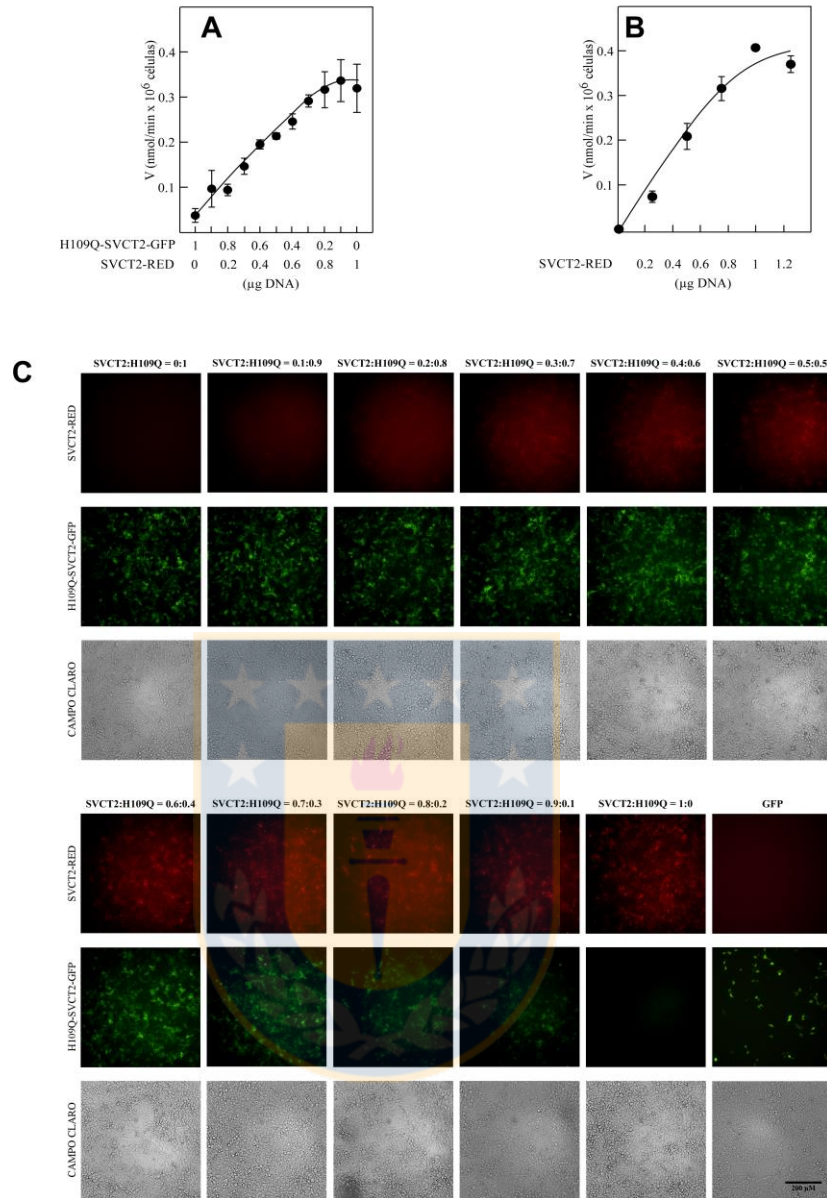 A
V (nmol/min x 10⁶ células)
0.4
0.3
0.2
0.1
H109Q-SVCT2-GFP 1 0.8 0.6 0.4 0.2 0
SVCT2-RED 0 0.2 0.4 0.6 0.8 1
(µg DNA)
B
V (nmol/min x 10⁶ células)
0.4
0.3
0.2
0.1
SVCT2-RED 0.2 0.4 0.6 0.8 1 1.2
(µg DNA)
C
SVCT2:H109Q = 0:1 SVCT2:H109Q = 0.1:0.9 SVCT2:H109Q = 0.2:0.8 SVCT2:H109Q = 0.3:0.7 SVCT2:H109Q = 0.4:0.6 SVCT2:H109Q = 0.5:0.5
SVCT2-RED
H109Q-SVCT2-GFP
CAMPO CLARO
SVCT2:H109Q = 0.6:0.4 SVCT2:H109Q = 0.7:0.3 SVCT2:H109Q = 0.8:0.2 SVCT2:H109Q = 0.9:0.1 SVCT2:H109Q = 1:0 GFP
SVCT2-RED
H109Q-SVCT2-GFP
CAMPO CLARO
200 µM